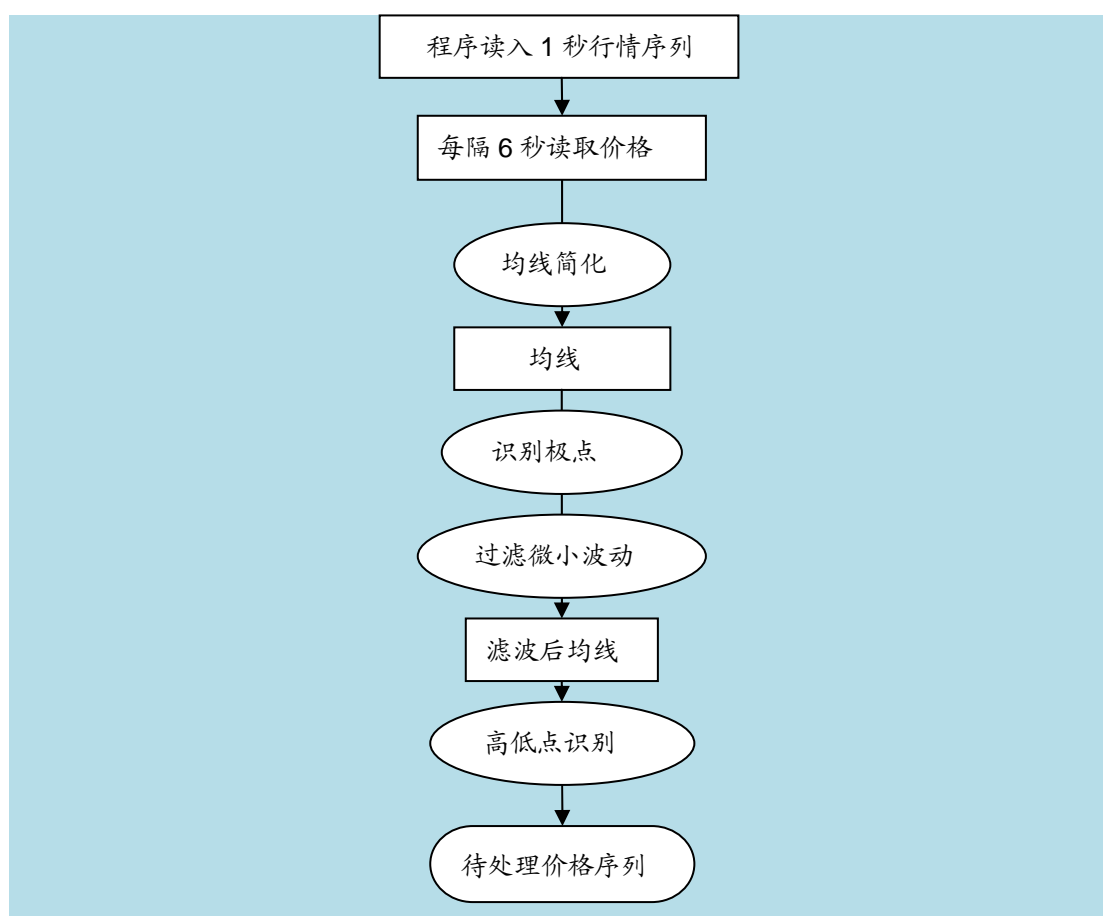 程序读入 1 秒行情序列
每隔 6 秒读取价格
均线简化
均线
识别极点
过滤微小波动
滤波后均线
高低点识别
待处理价格序列